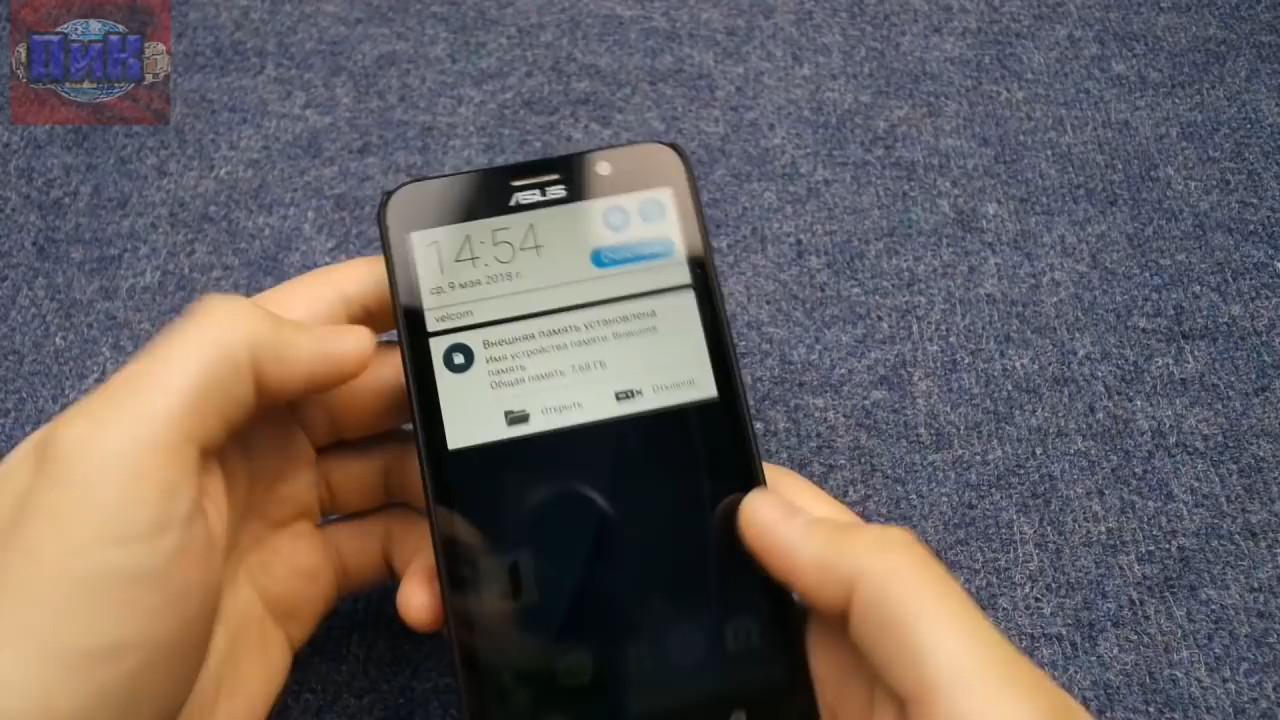 ПиК
ASUS
14:54
ср, 9 мая 2018 г.
velcom
Внешняя память установлена
Имя устройства памяти: Внешняя
память
Общая память: 7,68 ГБ
Открыть
Отключит